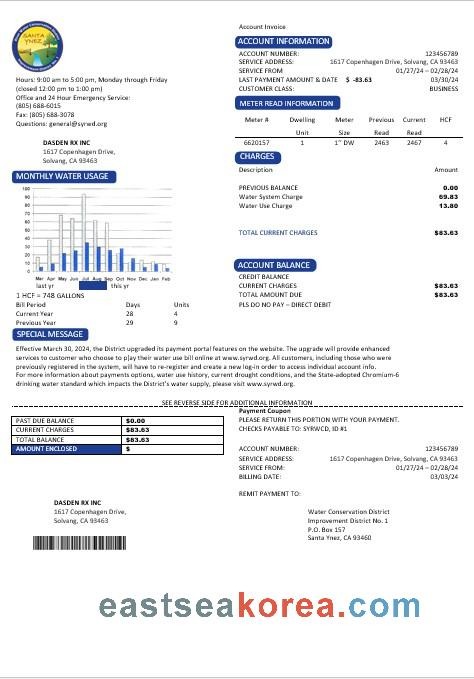 SANTA
YNEZ
Hours: 9:00 am to 5:00 pm, Monday through Friday
(closed 12:00 pm to 1:00 pm)
Office and 24 Hour Emergency Service:
(805) 688-6015
Fax: (805) 688-3078
Questions: general@syrwd.org
DASDEN RX INC
1617 Copenhagen Drive,
Solvang, CA 93463
MONTHLY WATER USAGE
100
90
80
70
60
50
40
30
20
10
0
Mar Apr May Jun Jul Aug Sep Oct Nov Dec Jan Feb
last yr this yr
1 HCF = 748 GALLONS
Bill Period Days Units
Current Year 28 4
Previous Year 29 9
Account Invoice
ACCOUNT INFORMATION
ACCOUNT NUMBER: 123456789
SERVICE ADDRESS: 1617 Copenhagen Drive, Solvang, CA 93463
SERVICE FROM 01/27/24 – 02/28/24
LAST PAYMENT AMOUNT & DATE $ -83.63 03/30/24
CUSTOMER CLASS: BUSINESS
METER READ INFORMATION
Meter # Dwelling Meter Previous Current HCF
Unit Size Read Read
6620157 1 1" DW 2463 2467 4
CHARGES
Description Amount
PREVIOUS BALANCE 0.00
Water System Charge 69.83
Water Use Charge 13.80
TOTAL CURRENT CHARGES $83.63
ACCOUNT BALANCE
CREDIT BALANCE
CURRENT CHARGES $83.63
TOTAL AMOUNT DUE $83.63
PLS DO NO PAY – DIRECT DEBIT
SPECIAL MESSAGE
Effective March 30, 2024, the District upgraded its payment portal features on the website. The upgrade will provide enhanced
services to customer who choose to play their water use bill online at www.syrwd.org. All customers, including those who were
previously registered in the system, will have to re-register and create a new log-in order to access individual account info.
For more information about payments options, water use history, current drought conditions, and the State-adopted Chromium-6
drinking water standard which impacts the District's water supply, please visit www.syrwd.org.
SEE REVERSE SIDE FOR ADDITIONAL INFORMATION
PAST DUE BALANCE $0.00
CURRENT CHARGES $83.63
TOTAL BALANCE $83.63
AMOUNT ENCLOSED $
Payment Coupon
PLEASE RETURN THIS PORTION WITH YOUR PAYMENT.
CHECKS PAYABLE TO: SYRWCD, ID #1
ACCOUNT NUMBER: 123456789
SERVICE ADDRESS: 1617 Copenhagen Drive, Solvang, CA 93463
SERVICE FROM: 01/27/24 – 02/28/24
BILLING DATE: 03/03/24
REMIT PAYMENT TO:
DASDEN RX INC
1617 Copenhagen Drive,
Solvang, CA 93463
Water Conservation District
Improvement District No. 1
P.O. Box 157
Santa Ynez, CA 93460
eastseakorea.com